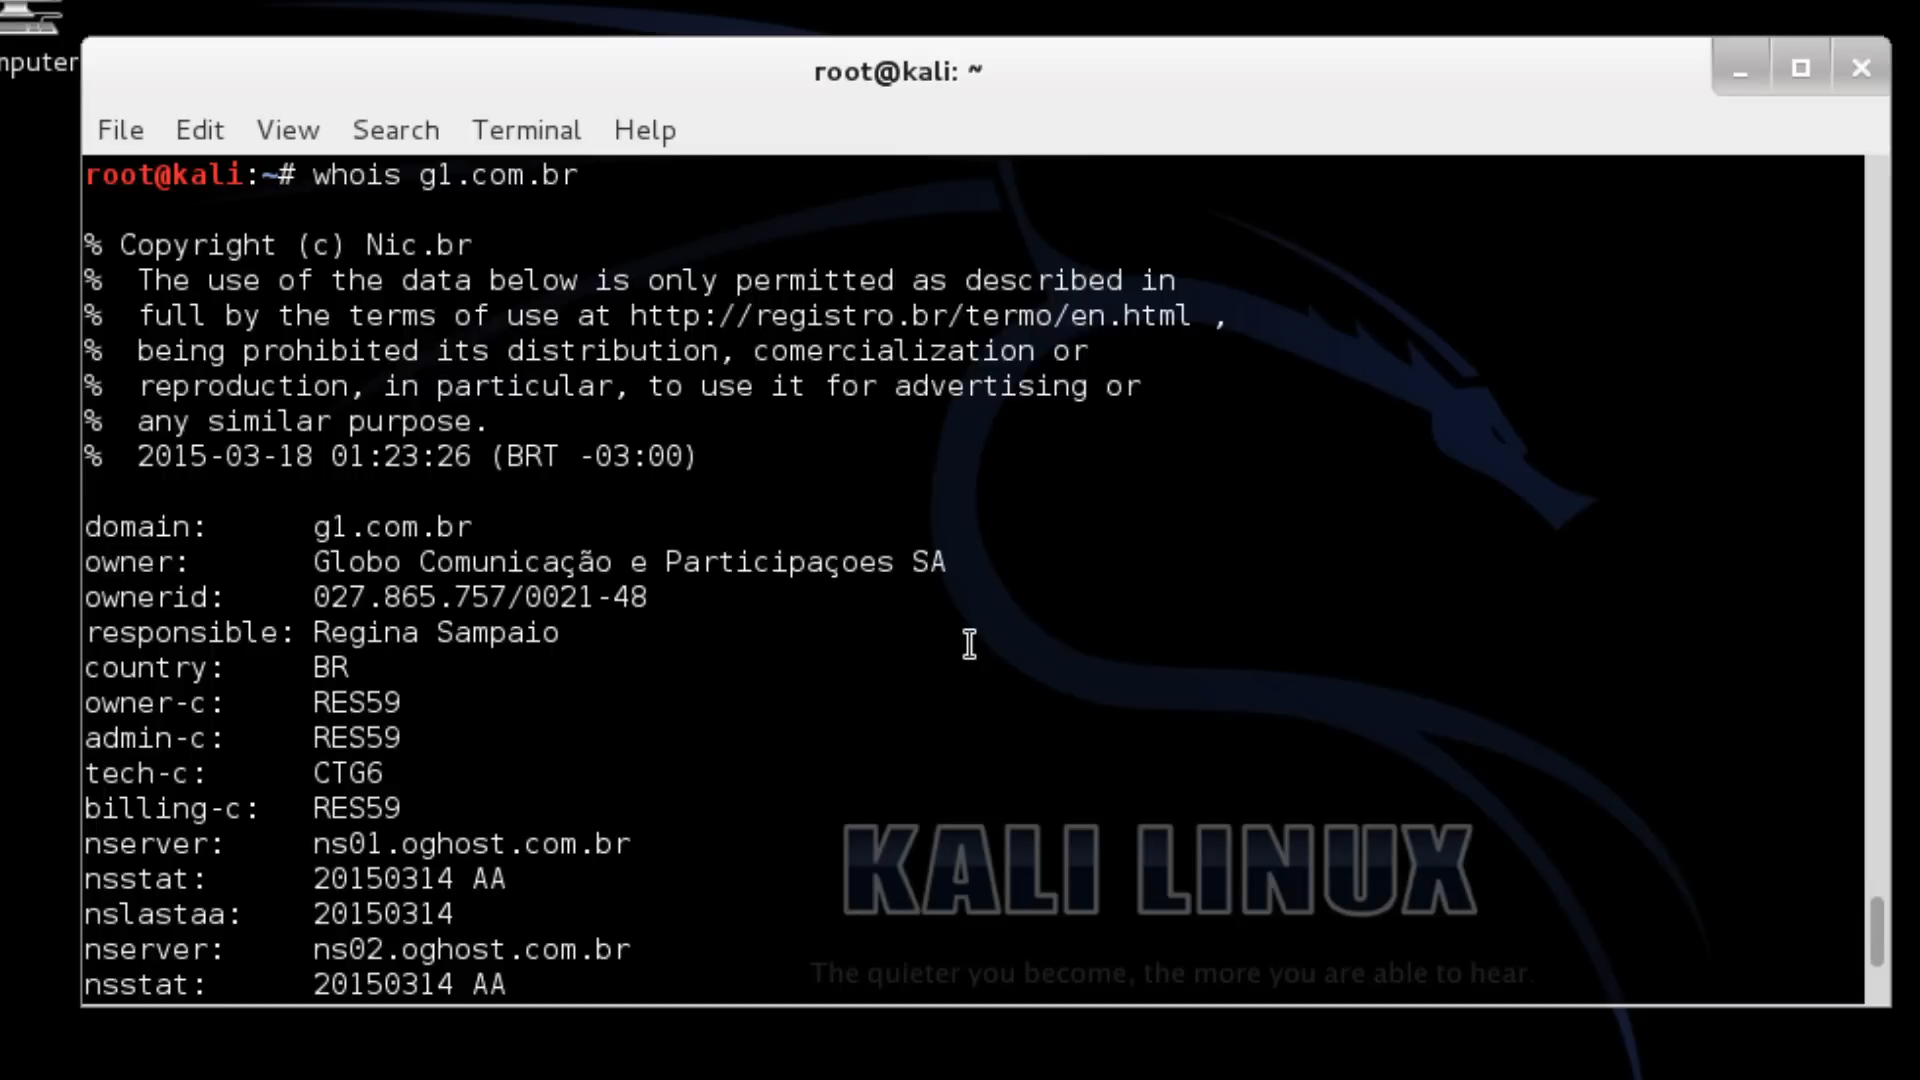 mputer
root@kali: ~
File Edit View Search Terminal Help
root@kali:~# whois g1.com.br
% Copyright (c) Nic.br
%  The use of the data below is only permitted as described in
%  full by the terms of use at http://registro.br/termo/en.html ,
%  being prohibited its distribution, comercialization or
%  reproduction, in particular, to use it for advertising or
%  any similar purpose.
%  2015-03-18 01:23:26 (BRT -03:00)
domain:      g1.com.br
owner:       Globo Comunicação e Participaçoes SA
ownerid:     027.865.757/0021-48
responsible: Regina Sampaio
country:     BR
owner-c:     RES59
admin-c:     RES59
tech-c:      CTG6
billing-c:   RES59
nserver:     ns01.oghost.com.br
nsstat:      20150314 AA
nslastaa:    20150314
nserver:     ns02.oghost.com.br
nsstat:      20150314 AA
KALI LINUX
The quieter you become, the more you are able to hear.